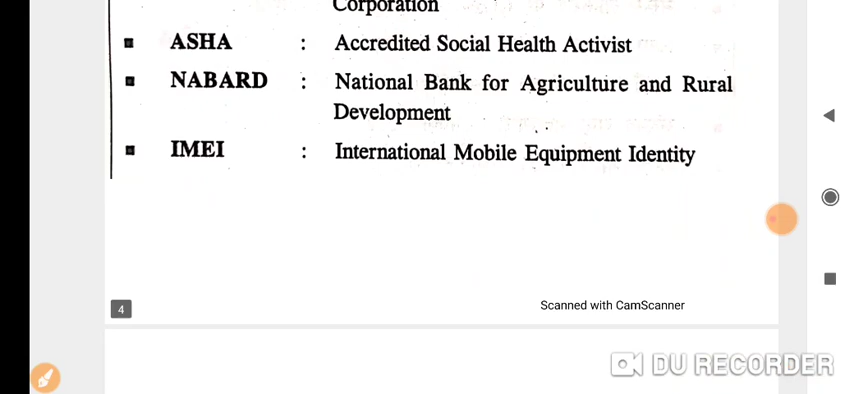 Corporation
ASHA : Accredited Social Health Activist
NABARD : National Bank for Agriculture and Rural
Development
IMEI : International Mobile Equipment Identity
4
Scanned with CamScanner
DU RECORDER